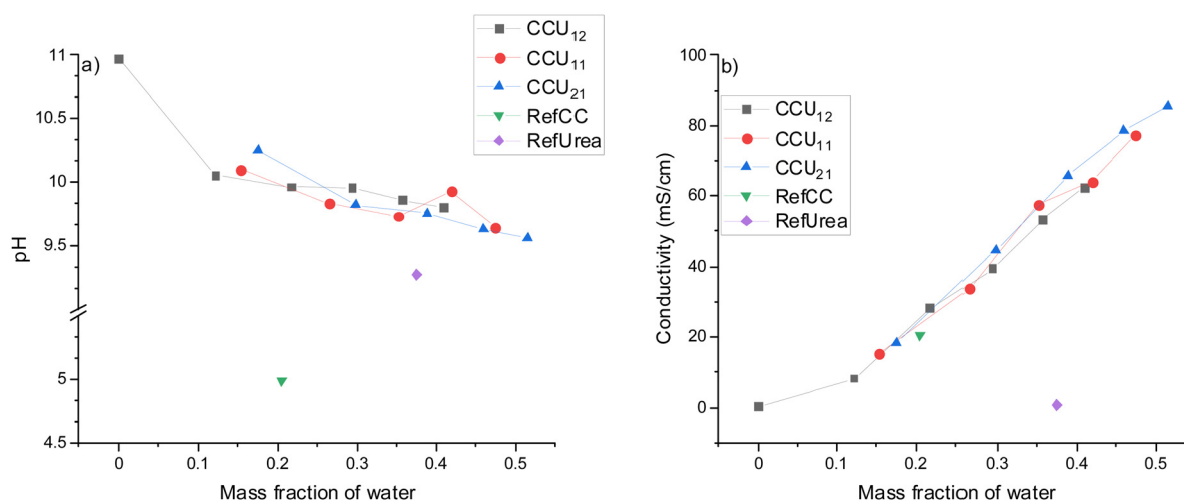 a)
CCU₁₂
CCU₁₁
CCU₂₁
RefCC
RefUrea
11
10.5
10
9.5
5
4.5
pH
0 0.1 0.2 0.3 0.4 0.5
Mass fraction of water
b)
CCU₁₂
CCU₁₁
CCU₂₁
RefCC
RefUrea
100
80
60
40
20
0
Conductivity (mS/cm)
0 0.1 0.2 0.3 0.4 0.5
Mass fraction of water